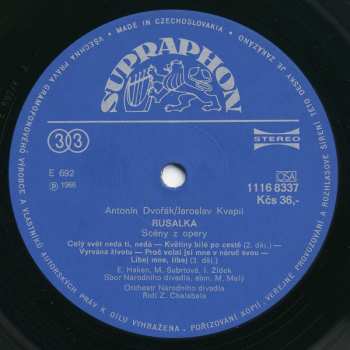 MADE IN CZECHOSLOVAKIA • VŠECHNA PRÁVA GRAMOFONOVÉHO VÝROBCE A VLASTNÍKŮ AUTORSKÝCH PRÁV K DÍLU VYHRAŽENA. POŘIZOVÁNÍ KOPIÍ, VEŘEJNÉ PROVOZOVÁNÍ A ROZHLASOVÉ ŠÍŘENÍ TÉTO DESKY JE ZAKÁZÁNO
SUPRAPHON
33
STEREO
E 692
℗ 1966
OSA
1116 8337
Kčs 36,-
Antonín Dvořák/Jaroslav Kvapil
RUSALKA
Scény z opery
Celý svět nedá ti, nedá — Květiny bílé po cestě (2. děj.) —
Vyrvána životu — Proč volal jsi mne v náruč svou —
Líbej mne, líbej (3. děj.)
E. Haken, M. Šubrtová, I. Žídek
Sbor Národního divadla, sbm. M. Malý
Orchestr Národního divadla
Řídí Z. Chalabala